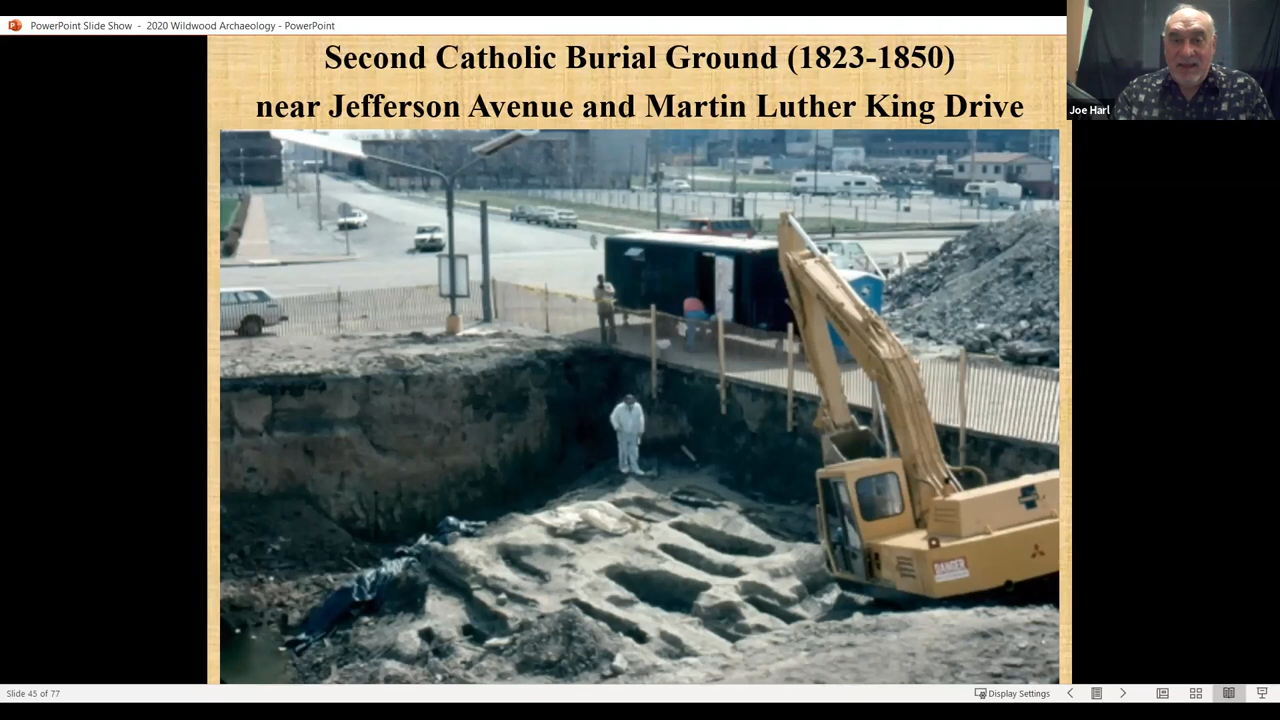 PowerPoint Slide Show - 2020 Wildwood Archaeology - PowerPoint
Second Catholic Burial Ground (1823-1850)
near Jefferson Avenue and Martin Luther King Drive
Joe Harl
DANGER
Slide 45 of 77
Display Settings